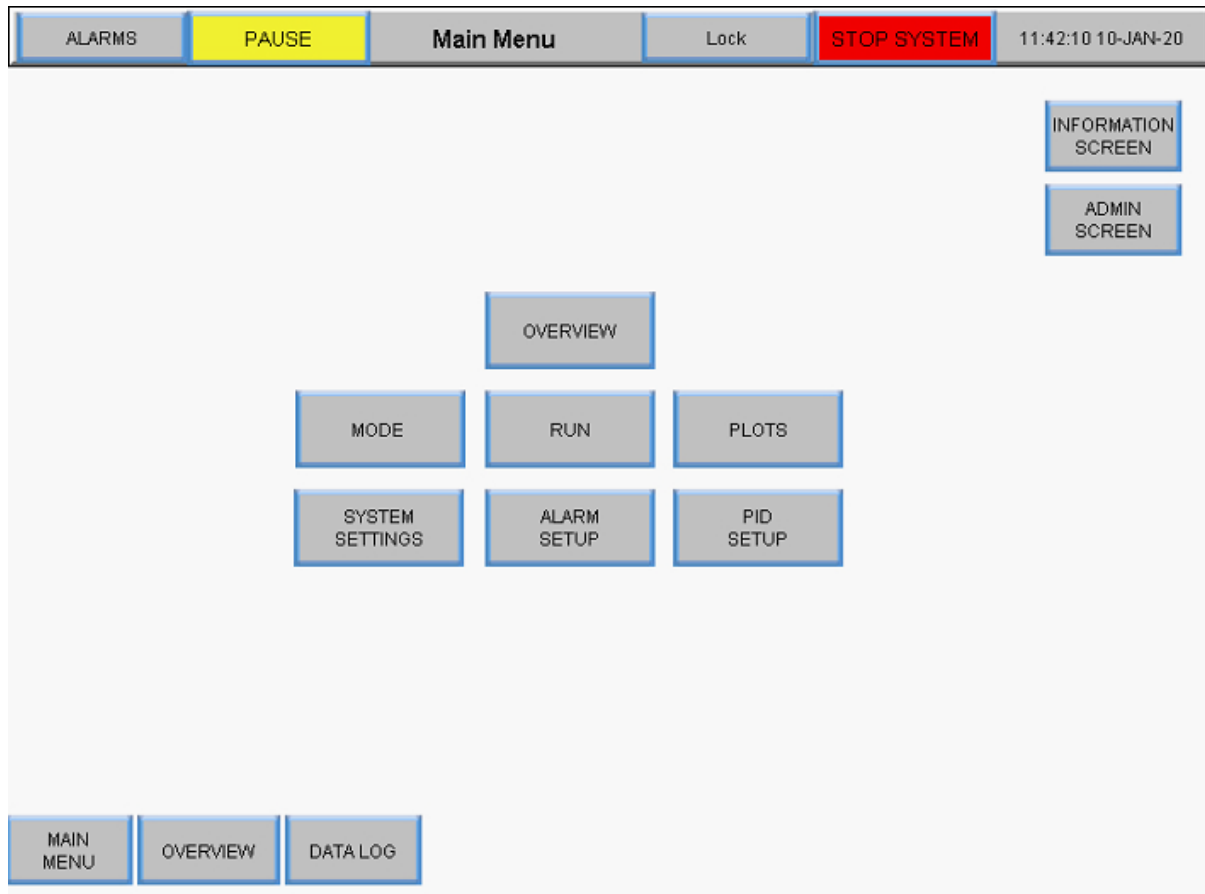 ALARMS PAUSE Main Menu Lock STOP SYSTEM 11:42:10 10-JAN-20
INFORMATION
SCREEN
ADMIN
SCREEN
OVERVIEW
MODE RUN PLOTS
SYSTEM
SETTINGS
ALARM
SETUP
PID
SETUP
MAIN
MENU
OVERVIEW
DATA LOG